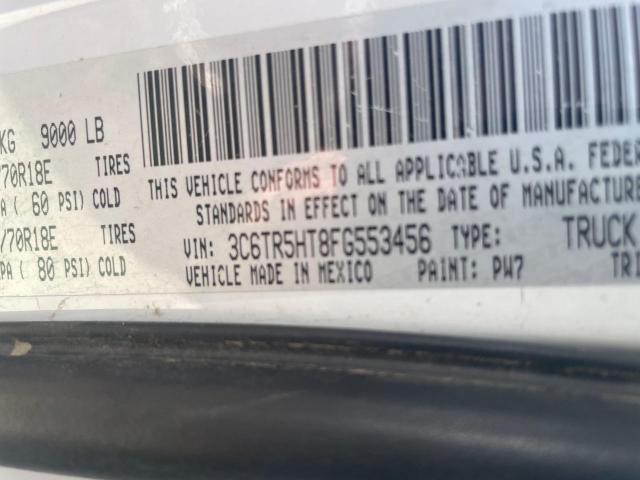 KG 9000 LB
/70R18E TIRES
A ( 60 PSI) COLD
/70R18E TIRES
PA ( 80 PSI) COLD
THIS VEHICLE CONFORMS TO ALL APPLICABLE U.S.A. FEDER
STANDARDS IN EFFECT ON THE DATE OF MANUFACTURE
VIN: 3C6TR5HT8FG553456 TYPE: TRUCK
VEHICLE MADE IN MEXICO PAINT: PW7 TRI